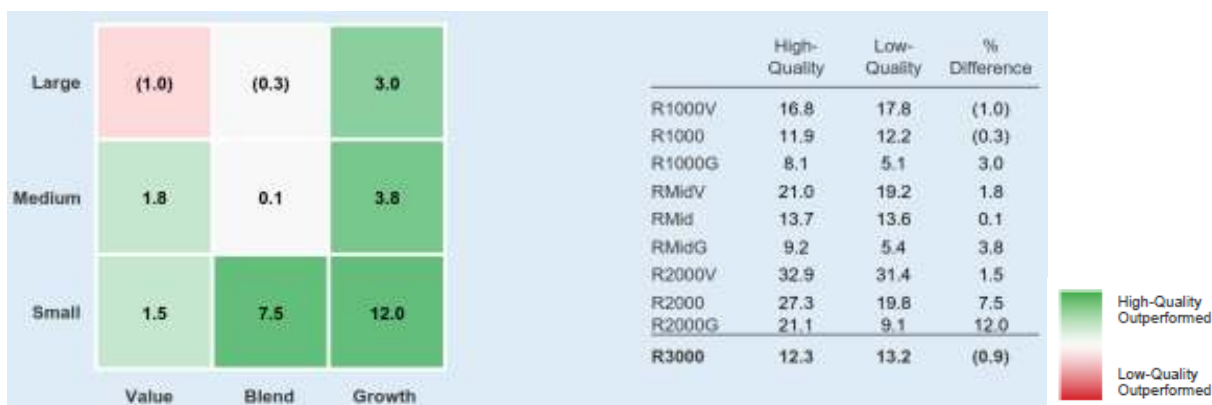 Large (1.0) (0.3) 3.0
Medium 1.8 0.1 3.8
Small 1.5 7.5 12.0
Value Blend Growth
High- Low- %
Quality Quality Difference
R1000V 16.8 17.8 (1.0)
R1000 11.9 12.2 (0.3)
R1000G 8.1 5.1 3.0
RMidV 21.0 19.2 1.8
RMid 13.7 13.6 0.1
RMidG 9.2 5.4 3.8
R2000V 32.9 31.4 1.5
R2000 27.3 19.8 7.5
R2000G 21.1 9.1 12.0
R3000 12.3 13.2 (0.9)
High-Quality
Outperformed
Low-Quality
Outperformed